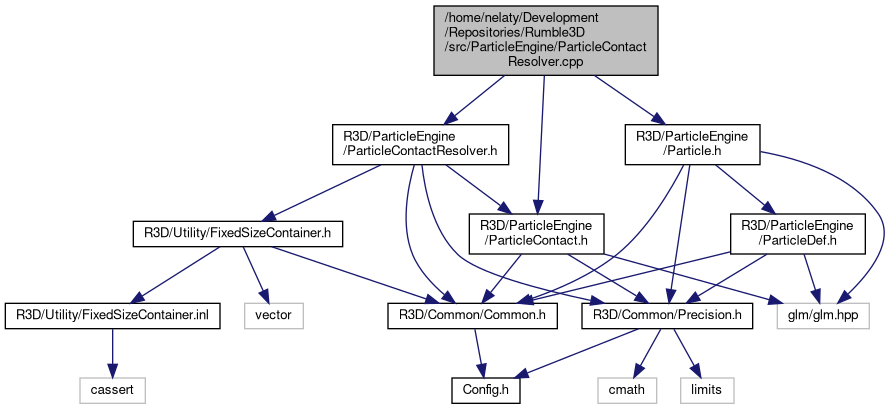 /home/nelaty/Development
/Repositories/Rumble3D
/src/ParticleEngine/ParticleContact
Resolver.cpp
R3D/ParticleEngine
/ParticleContactResolver.h
R3D/ParticleEngine
/Particle.h
R3D/Utility/FixedSizeContainer.h
R3D/ParticleEngine
/ParticleContact.h
R3D/ParticleEngine
/ParticleDef.h
R3D/Utility/FixedSizeContainer.inl
vector
R3D/Common/Common.h
R3D/Common/Precision.h
glm/glm.hpp
cassert
Config.h
cmath
limits